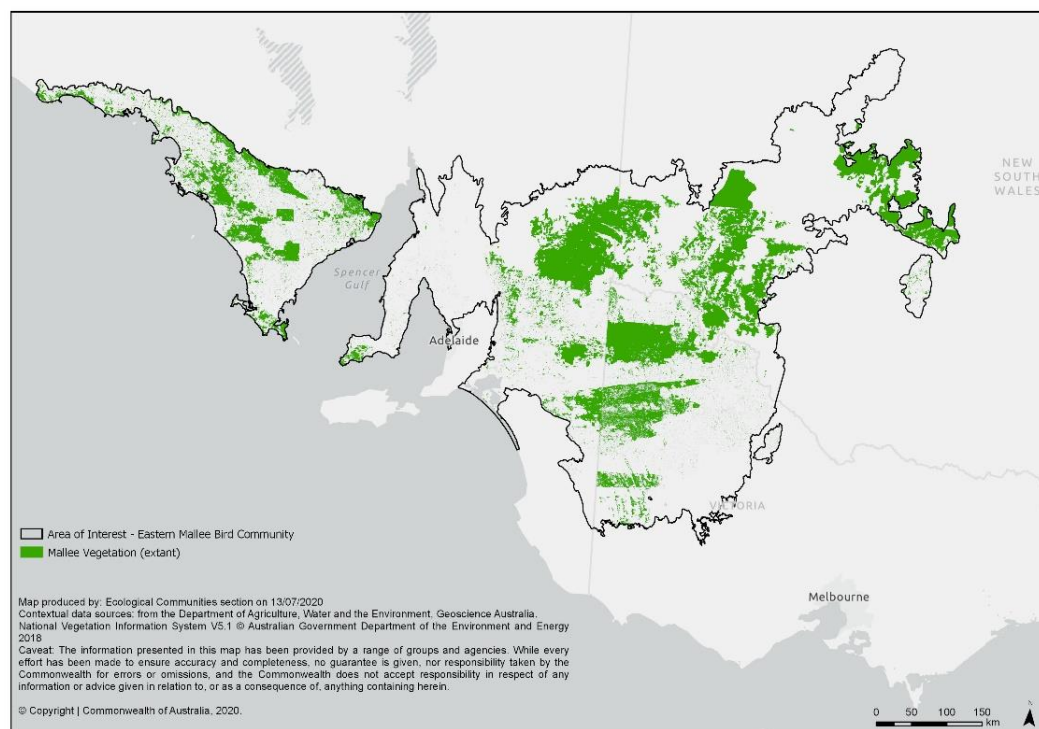 NEW
SOUTH
WALES
Spencer
Gulf
Adelaide
VICTORIA
Melbourne
Area of Interest - Eastern Mallee Bird Community
Mallee Vegetation (extant)
Map produced by: Ecological Communities section on 13/07/2020
Contextual data sources: from the Department of Agriculture, Water and the Environment, Geoscience Australia.
National Vegetation Information System V5.1 © Australian Government Department of the Environment and Energy
2018
Caveat: The information presented in this map has been provided by a range of groups and agencies. While every
effort has been made to ensure accuracy and completeness, no guarantee is given, nor responsibility taken by the
Commonwealth for errors or omissions, and the Commonwealth does not accept responsibility in respect of any
information or advice given in relation to, or as a consequence of, anything containing herein.
© Copyright | Commonwealth of Australia, 2020.
0 50 100 150
km
N